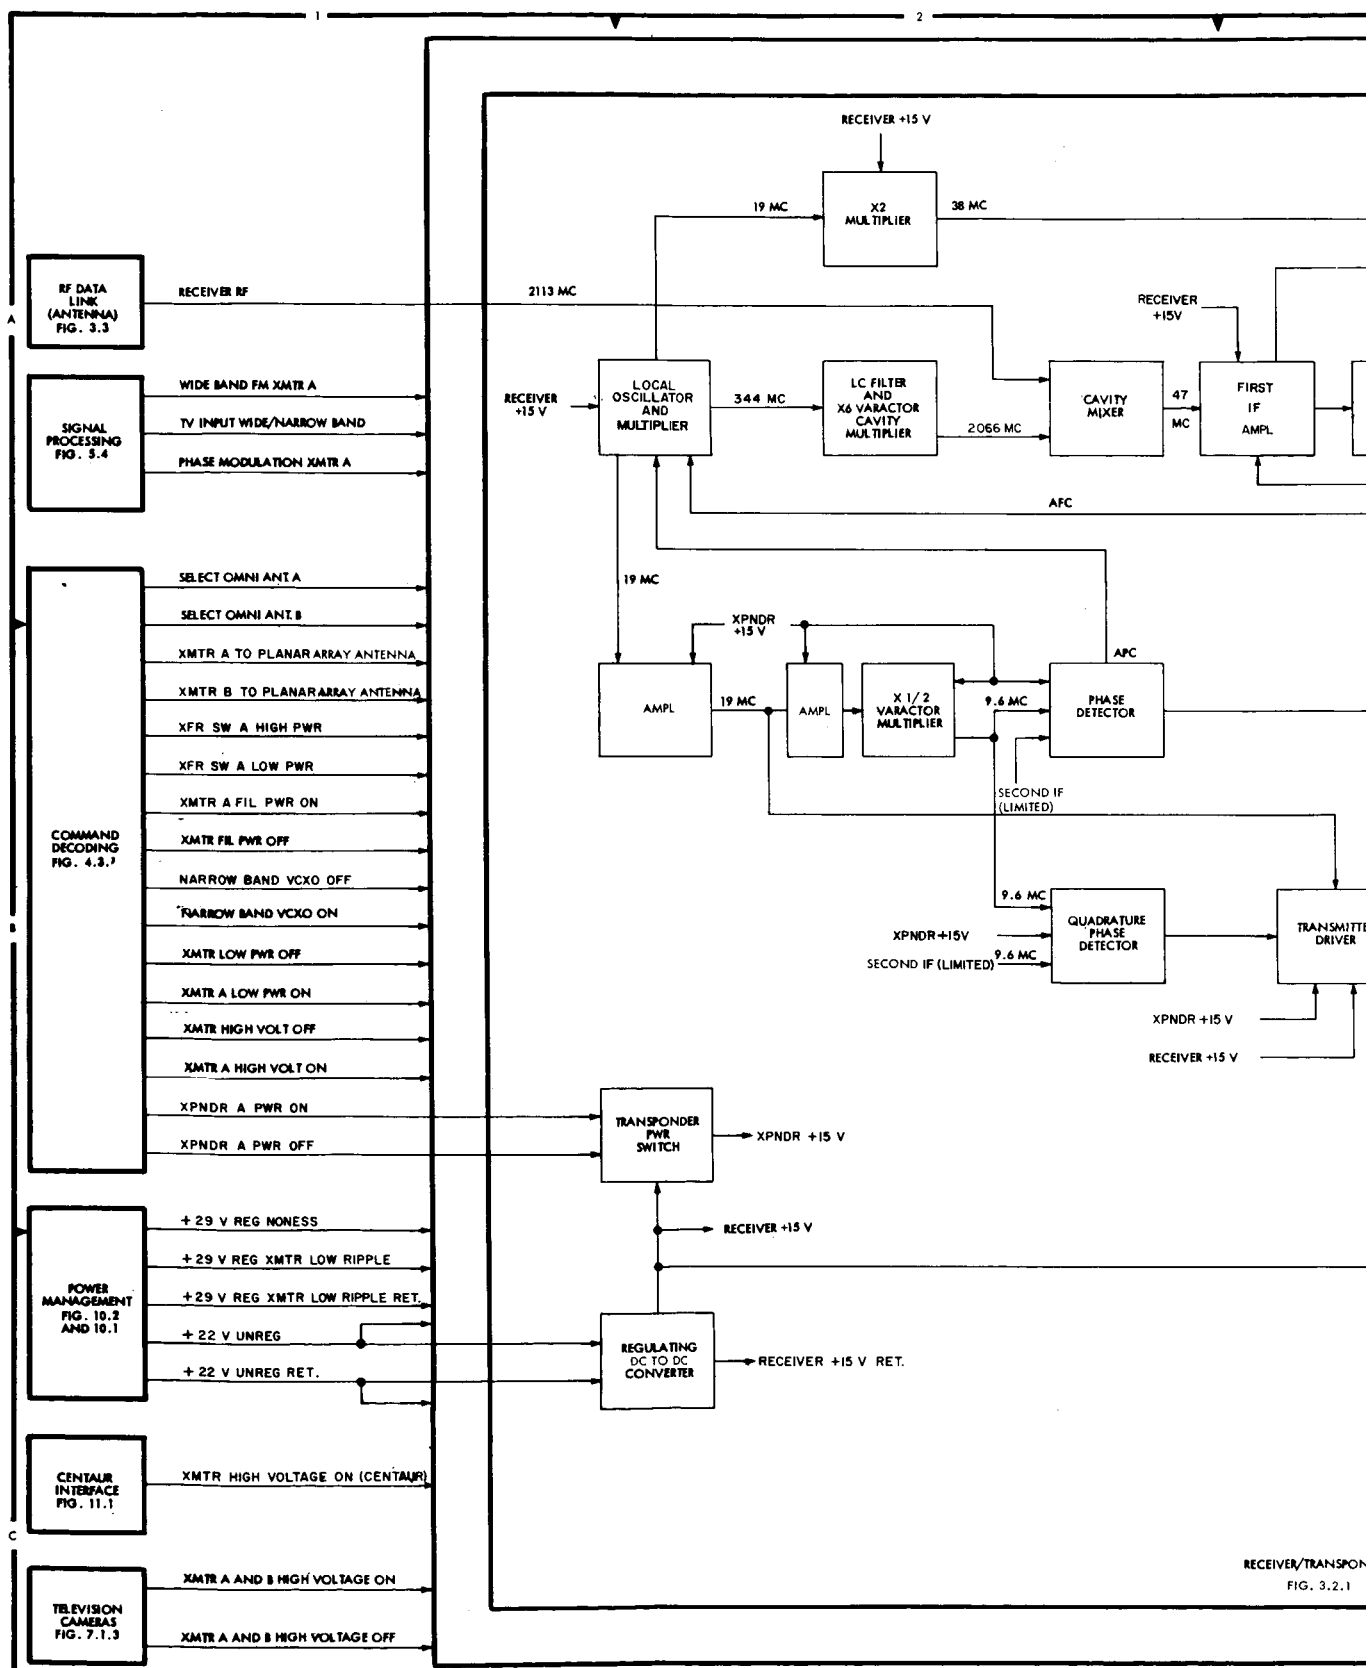 1
2
RECEIVER +15 V
19 MC
X2
MULTIPLIER
38 MC
RF DATA
LINK
(ANTENNA)
FIG. 3.3
RECEIVER RF
2113 MC
RECEIVER
+15V
A
SIGNAL
PROCESSING
FIG. 5.4
WIDE BAND FM XMTR A
TV INPUT WIDE/NARROW BAND
PHASE MODULATION XMTR A
RECEIVER
+15 V
LOCAL
OSCILLATOR
AND
MULTIPLIER
344 MC
LC FILTER
AND
X6 VARACTOR
CAVITY
MULTIPLIER
2066 MC
CAVITY
MIXER
47
MC
FIRST
IF
AMPL
AFC
19 MC
COMMAND
DECODING
SELECT OMNI ANT. A
SELECT OMNI ANT. B
XMTR A TO PLANAR ARRAY ANTENNA
XMTR B TO PLANAR ARRAY ANTENNA
XFR SW A HIGH PWR
XFR SW A LOW PWR
XMTR A FIL PWR ON
XMTR FIL PWR OFF
NARROW BAND VCXO OFF
NARROW BAND VCXO ON
XMTR LOW PWR OFF
XMTR A LOW PWR ON
XMTR HIGH VOLT OFF
XMTR A HIGH VOLT ON
XPNDR A PWR ON
XPNDR A PWR OFF
XPNDR
+15 V
AMPL
19 MC
AMPL
X 1/2
VARACTOR
MULTIPLIER
9.6 MC
APC
PHASE
DETECTOR
SECOND IF
(LIMITED)
B
9.6 MC
XPNDR +15V
SECOND IF (LIMITED)
9.6 MC
QUADRATURE
PHASE
DETECTOR
TRANSMITTE
DRIVER
XPNDR +15 V
RECEIVER +15 V
TRANSPONDER
PWR
SWITCH
XPNDR +15 V
RECEIVER +15 V
POWER
MANAGEMENT
FIG. 10.2
AND 10.1
+ 29 V REG NONESS
+ 29 V REG XMTR LOW RIPPLE
+ 29 V REG XMTR LOW RIPPLE RET.
+ 22 V UNREG
+ 22 V UNREG RET.
REGULATING
DC TO DC
CONVERTER
RECEIVER +15 V RET.
CENTAUR
INTERFACE
FIG. 11.1
XMTR HIGH VOLTAGE ON (CENTAUR)
C
TELEVISION
CAMERAS
FIG. 7.1.3
XMTR A AND B HIGH VOLTAGE ON
XMTR A AND B HIGH VOLTAGE OFF
RECEIVER/TRANSPON
FIG. 3.2.1